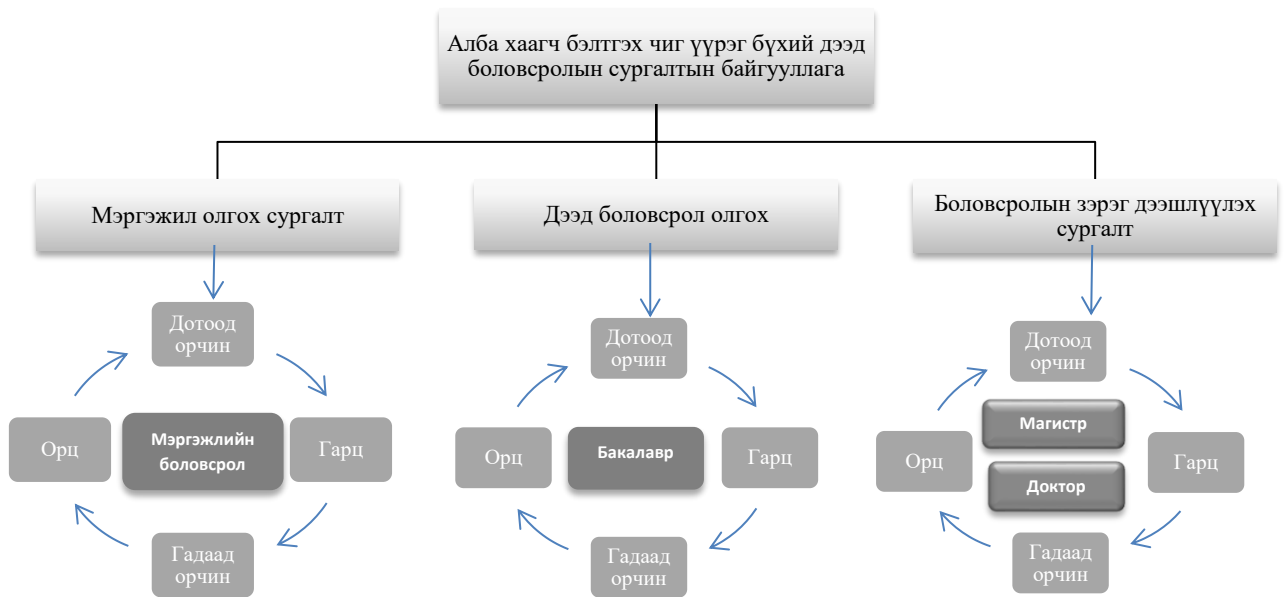 Алба хаагч бэлтгэх чиг үүрэг бүхий дээд
боловсролын сургалтын байгууллага
Мэргэжил олгох сургалт
Дээд боловсрол олгох
Боловсролын зэрэг дээшлүүлэх
сургалт
Дотоод
орчин
Орц
Мэргэжлийн
боловсрол
Гарц
Гадаад
орчин
Дотоод
орчин
Орц
Бакалавр
Гарц
Гадаад
орчин
Дотоод
орчин
Орц
Магистр
Доктор
Гарц
Гадаад
орчин